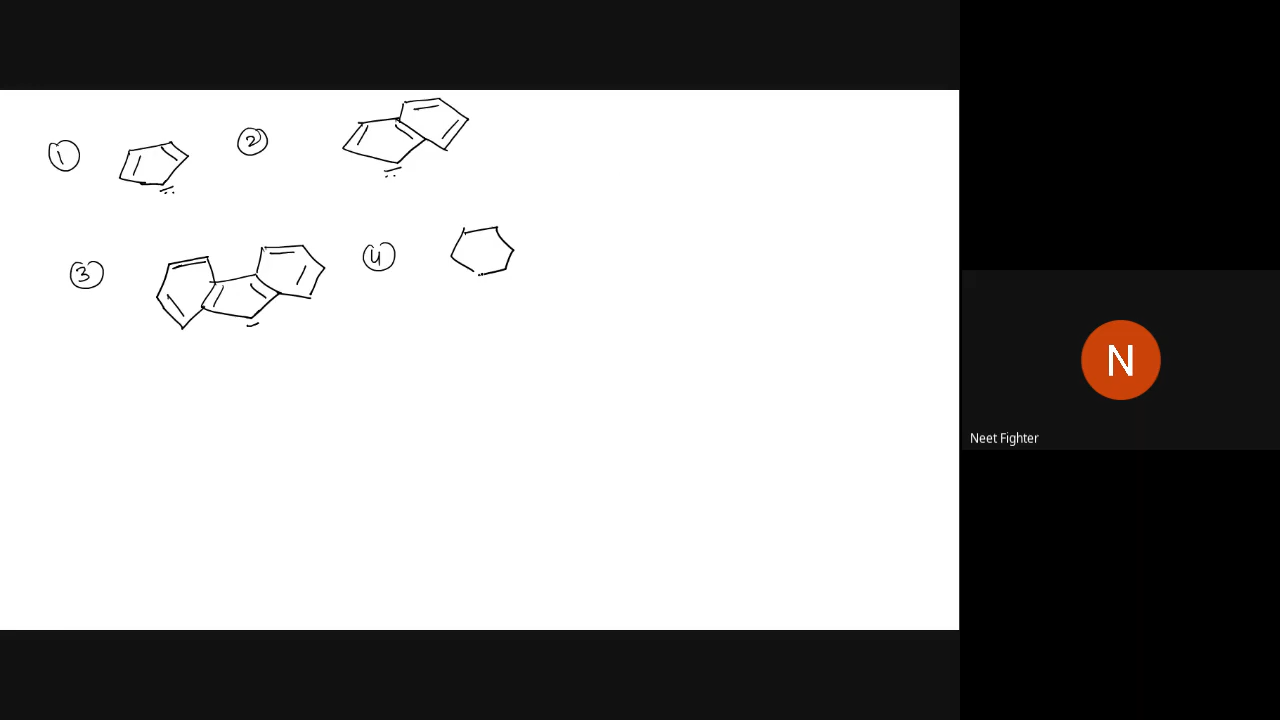 ① ②
③ ④
N
Neet Fighter